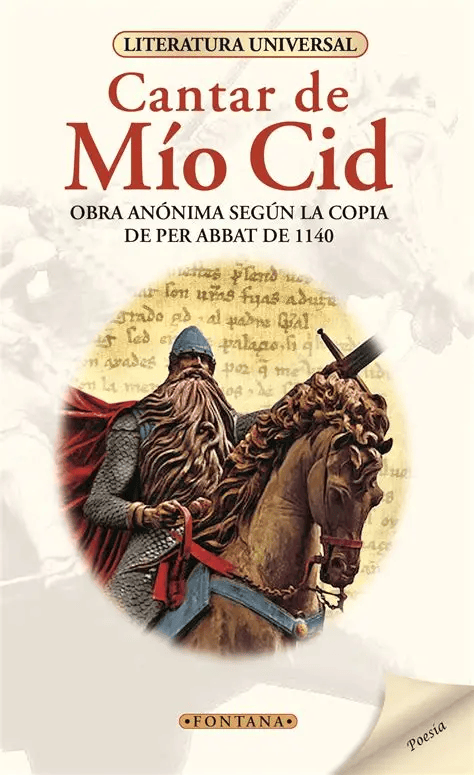 LITERATURA UNIVERSAL
Cantar de
Mío Cid
OBRA ANÓNIMA SEGÚN LA COPIA
DE PER ABBAT DE 1140
•FONTANA•
Poesía